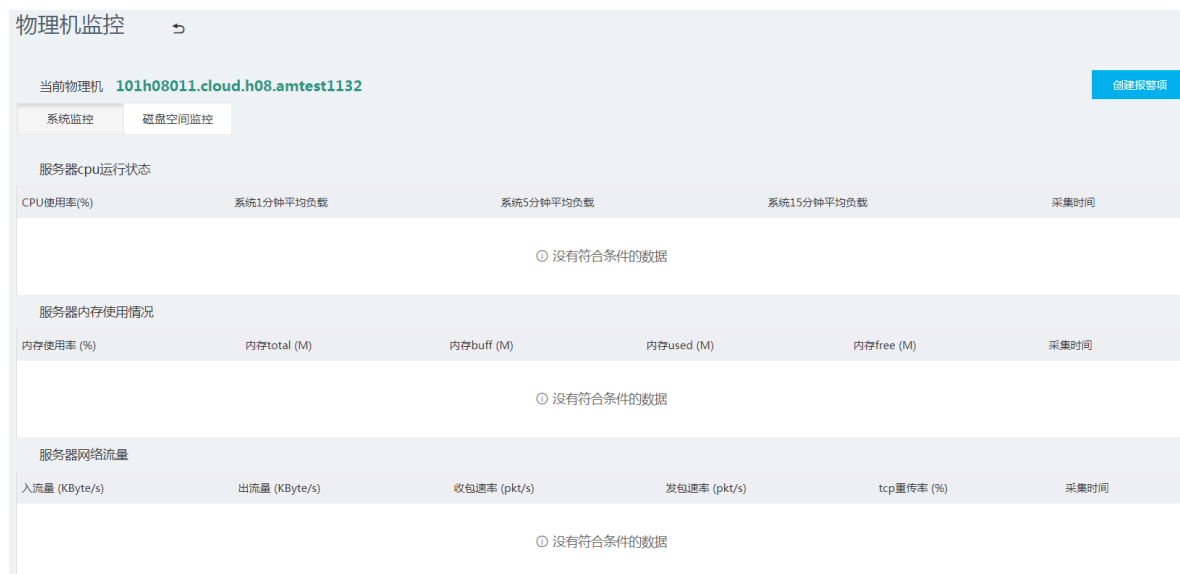 物理机监控
当前物理机 101h08011.cloud.h08.amtest1132
创建报警项
系统监控 磁盘空间监控
服务器cpu运行状态
CPU使用率(%) 系统1分钟平均负载 系统5分钟平均负载 系统15分钟平均负载 采集时间
没有符合条件的数据
服务器内存使用情况
内存使用率 (%) 内存total (M) 内存buff (M) 内存used (M) 内存free (M) 采集时间
没有符合条件的数据
服务器网络流量
入流量 (KByte/s) 出流量 (KByte/s) 收包速率 (pkt/s) 发包速率 (pkt/s) tcp重传率 (%) 采集时间
没有符合条件的数据